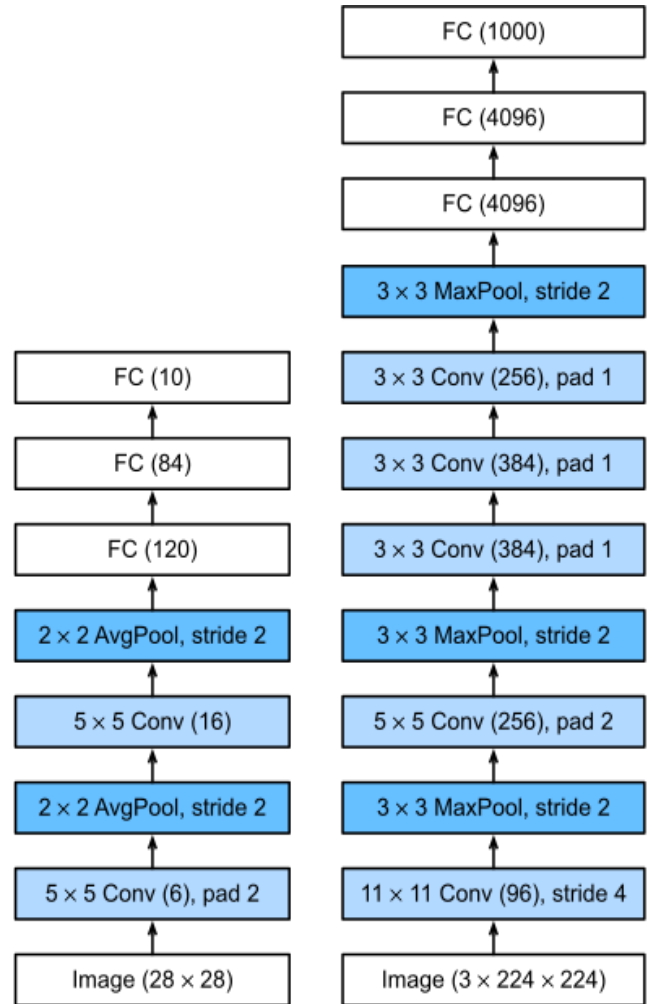 FC (10)
FC (84)
FC (120)
2 × 2 AvgPool, stride 2
5 × 5 Conv (16)
2 × 2 AvgPool, stride 2
5 × 5 Conv (6), pad 2
Image (28 × 28)
FC (1000)
FC (4096)
FC (4096)
3 × 3 MaxPool, stride 2
3 × 3 Conv (256), pad 1
3 × 3 Conv (384), pad 1
3 × 3 Conv (384), pad 1
3 × 3 MaxPool, stride 2
5 × 5 Conv (256), pad 2
3 × 3 MaxPool, stride 2
11 × 11 Conv (96), stride 4
Image (3 × 224 × 224)